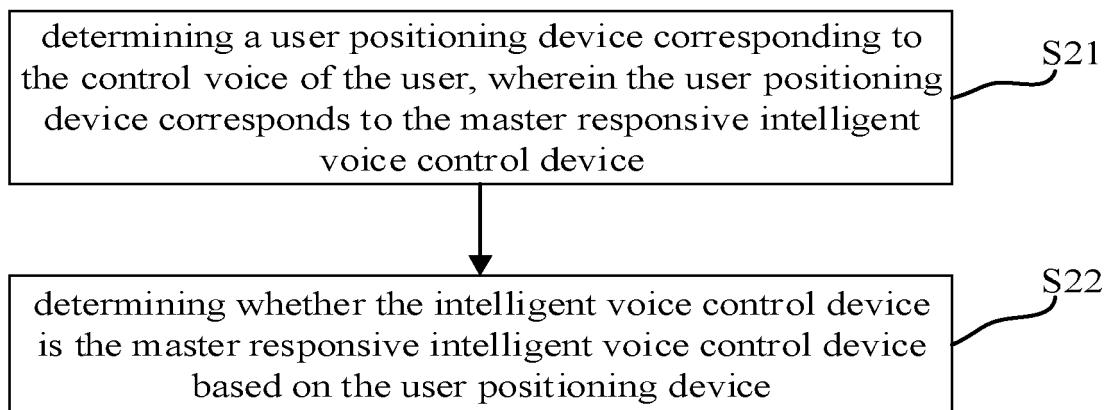 determining a user positioning device corresponding to
the control voice of the user, wherein the user positioning
device corresponds to the master responsive intelligent
voice control device
S21
determining whether the intelligent voice control device
is the master responsive intelligent voice control device
based on the user positioning device
S22